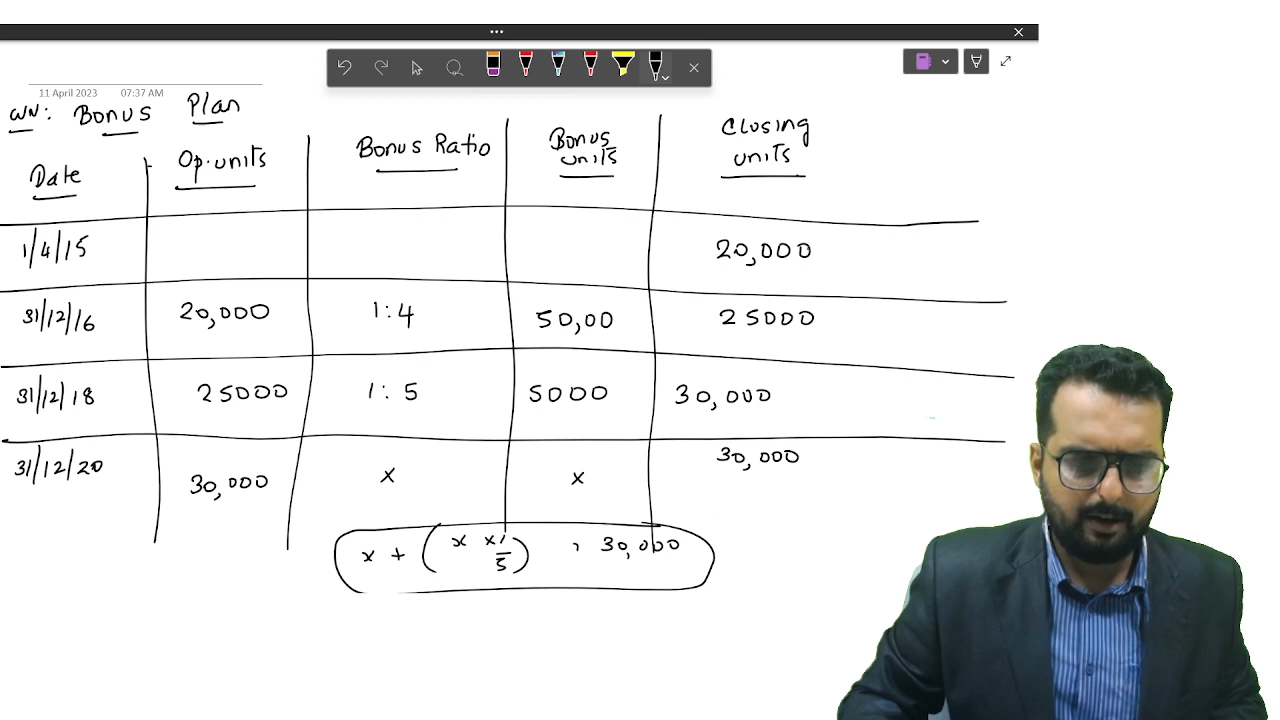 11 April 2023 07:37 AM
WN: Bonus Plan
Date Op. units Bonus Ratio Bonus units Closing units
1/4/15 20,000
31/12/16 20,000 1:4 50,00 25000
31/12/18 25000 1:5 5000 30,000
31/12/20 30,000 x x 30,000
x + (x x 1/5) , 30,000